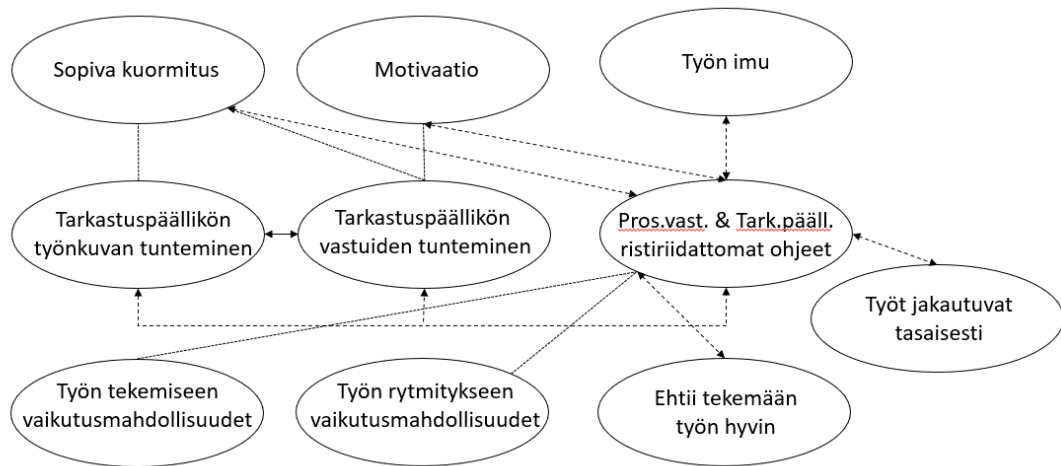 Sopiva kuormitus
Motivaatio
Työn imu
Tarkastuspäällikön
työnkuvan tunteminen
Tarkastuspäällikön
vastuiden tunteminen
Pros.vast. & Tark.pääll.
ristiriidattomat ohjeet
Työt jakautuvat
tasaisesti
Työn tekemiseen
vaikutusmahdollisuudet
Työn rytmitykseen
vaikutusmahdollisuudet
Ehtii tekemään
työn hyvin